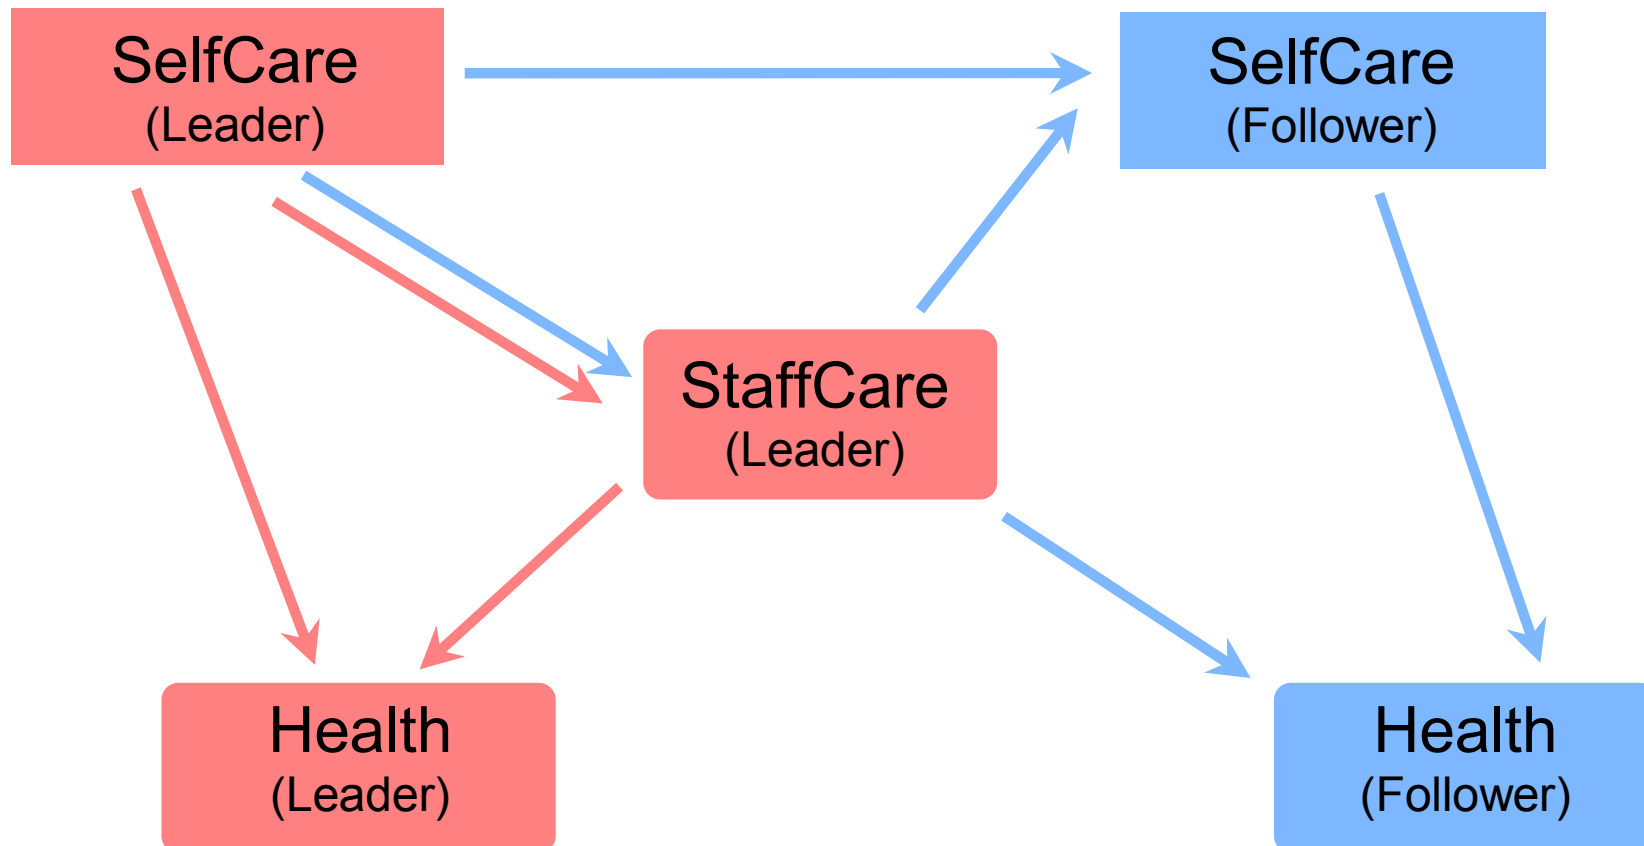 SelfCare
(Leader)
SelfCare
(Follower)
StaffCare
(Leader)
Health
(Leader)
Health
(Follower)